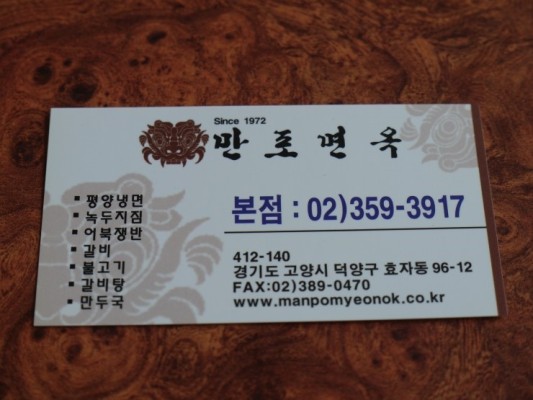 Since 1972
만포면옥
평양냉면
녹두지짐
어북쟁반
갈비
불고기
갈비탕
만두국
본점 : 02)359-3917
412-140
경기도 고양시 덕양구 효자동 96-12
FAX:02)389-0470
www.manpomyeonok.co.kr